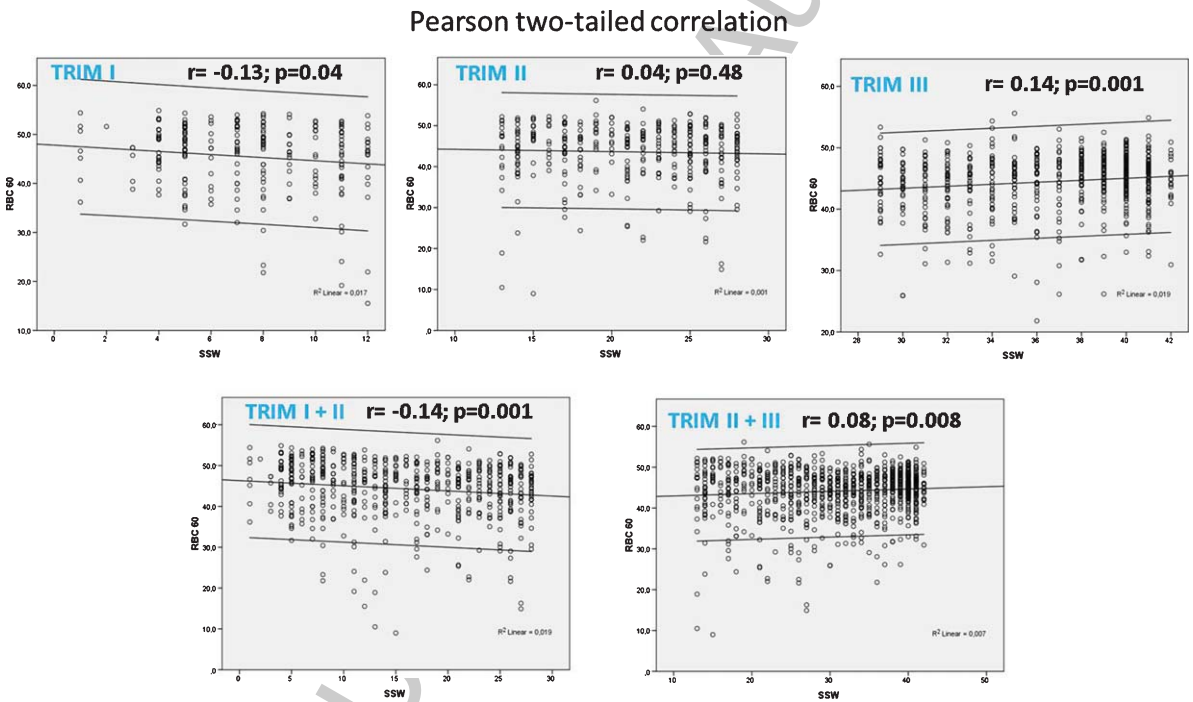 Pearson two-tailed correlation
TRIM I r= -0.13; p=0.04
60,0
50,0
40,0
30,0
20,0
10,0
RBC 60
R2 Linear = 0,017
0 2 4 6 8 10 12
SSW
TRIM II r= 0.04; p=0.48
60,0
50,0
40,0
30,0
20,0
10,0
,0
RBC 60
R2 Linear = 0,001
10 15 20 25 30
SSW
TRIM III r= 0.14; p=0.001
60,0
50,0
40,0
30,0
20,0
RBC 60
R2 Linear = 0,019
28 30 32 34 36 38 40 42
SSW
TRIM I + II r= -0.14; p=0.001
60,0
50,0
40,0
30,0
20,0
10,0
,0
RBC 60
R2 Linear = 0,019
0 5 10 15 20 25 30
SSW
TRIM II + III r= 0.08; p=0.008
60,0
50,0
40,0
30,0
20,0
10,0
,0
RBC 60
R2 Linear = 0,007
10 20 30 40 50
SSW